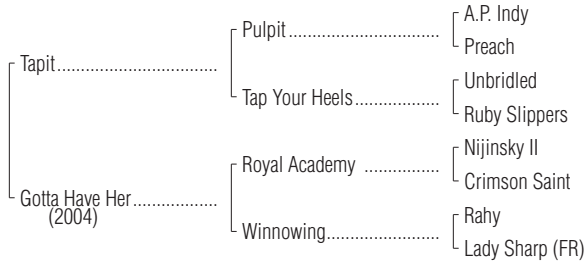 A.P. Indy
Pulpit
Preach
Tapit
Unbridled
Tap Your Heels
Ruby Slippers
Nijinsky II
Royal Academy
Crimson Saint
Gotta Have Her
(2004)
Rahy
Winnowing
Lady Sharp (FR)